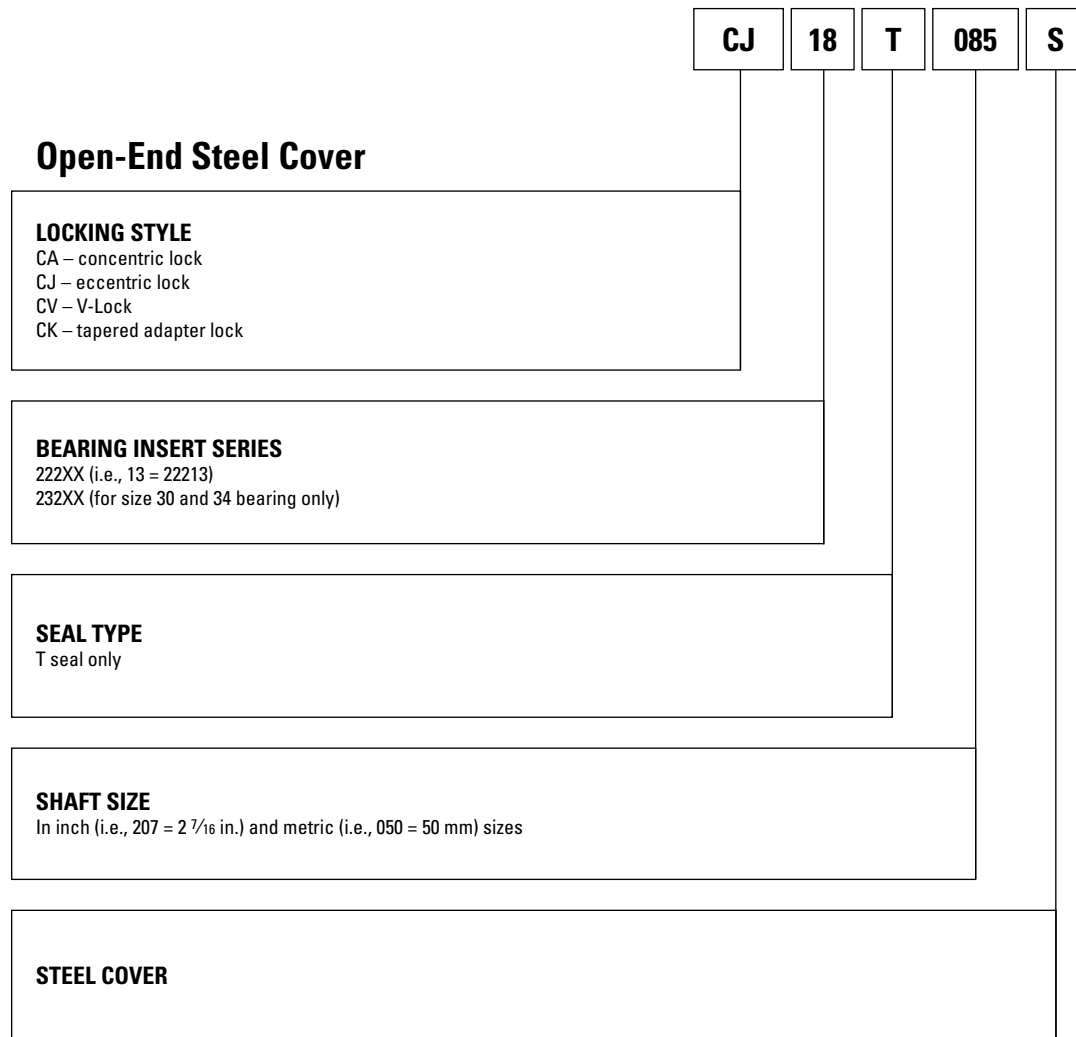 CJ 18 T 085 S
Open-End Steel Cover
LOCKING STYLE
CA – concentric lock
CJ – eccentric lock
CV – V-Lock
CK – tapered adapter lock
BEARING INSERT SERIES
222XX (i.e., 13 = 22213)
232XX (for size 30 and 34 bearing only)
SEAL TYPE
T seal only
SHAFT SIZE
In inch (i.e., 207 = 2 7⁄16 in.) and metric (i.e., 050 = 50 mm) sizes
STEEL COVER